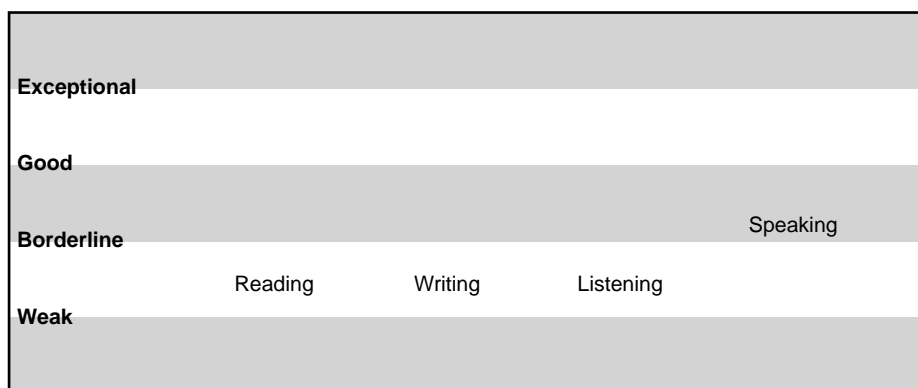 Exceptional
Good
Speaking
Borderline
Reading Writing Listening
Weak